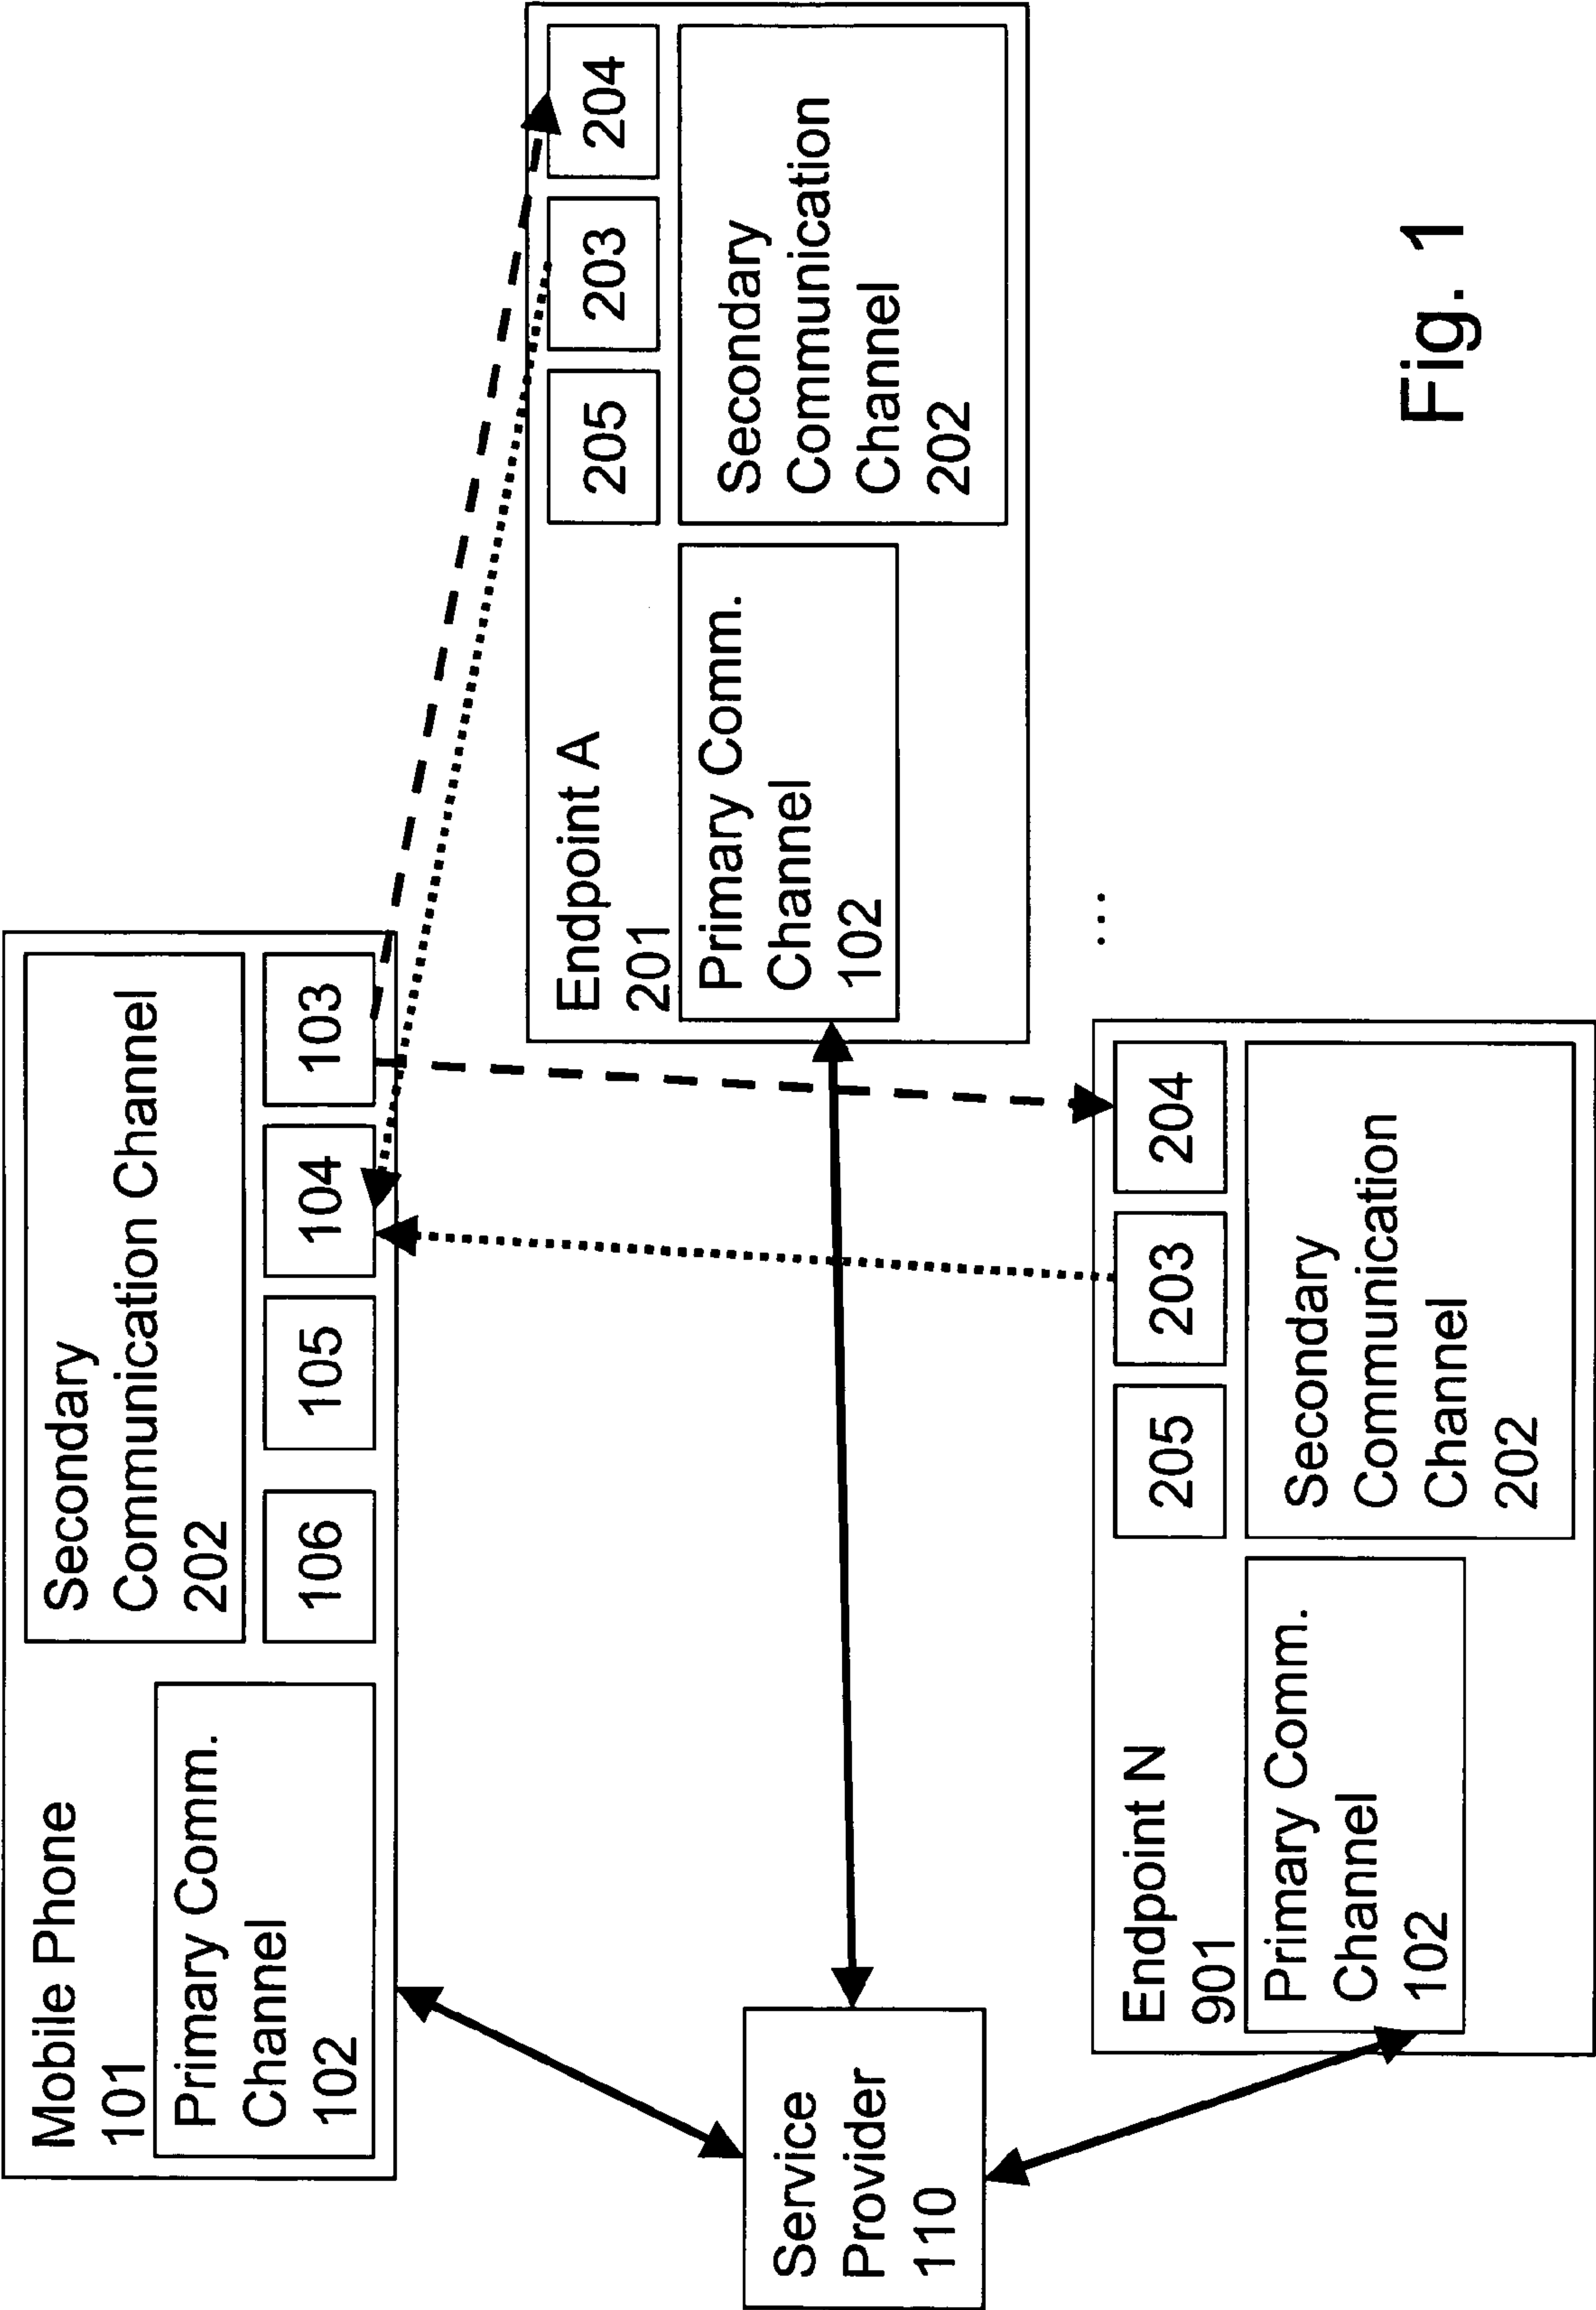 Mobile Phone
101
Primary Comm.
Channel
102
Secondary
Communication Channel
202
106
105
104
103
Service
Provider
110
Endpoint A
201
Primary Comm.
Channel
102
205
203
204
Secondary
Communication
Channel
202
...
Endpoint N
901
Primary Comm.
Channel
102
205
203
204
Secondary
Communication
Channel
202
Fig. 1